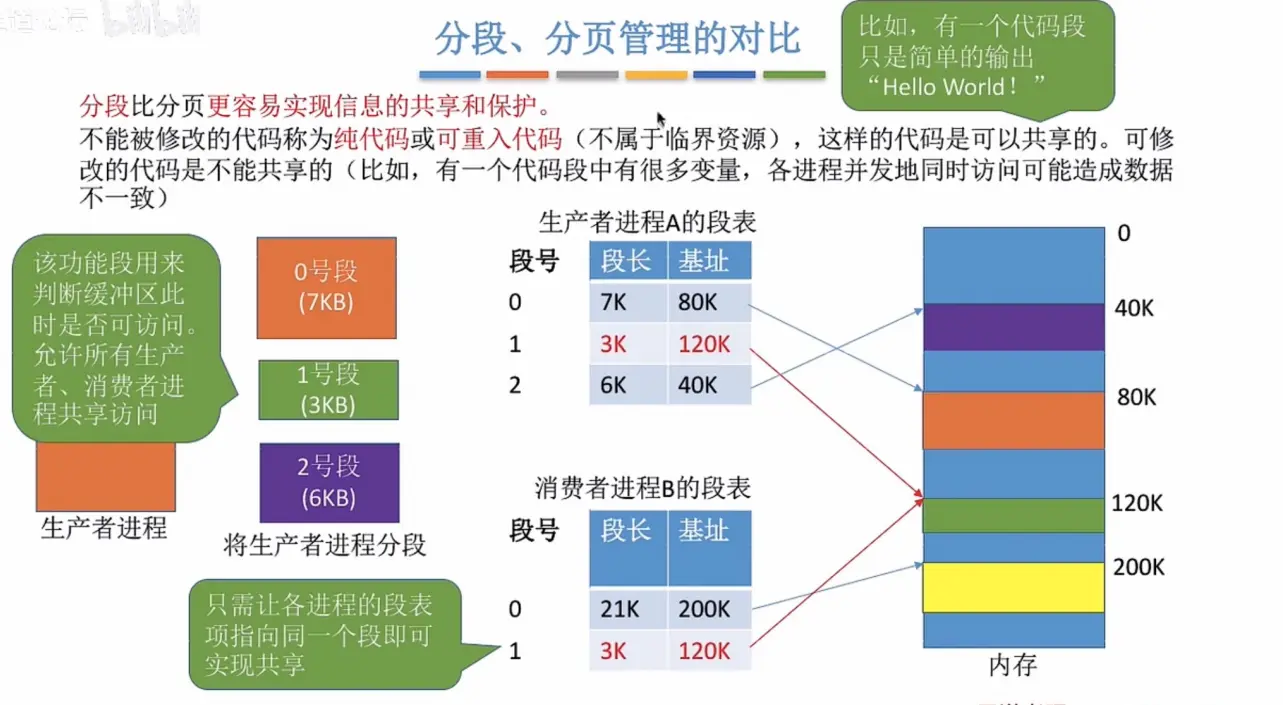 分段、分页管理的对比
比如，有一个代码段
只是简单的输出
“Hello World！”
分段比分页更容易实现信息的共享和保护。
不能被修改的代码称为纯代码或可重入代码（不属于临界资源），这样的代码是可以共享的。可修
改的代码是不能共享的（比如，有一个代码段中有很多变量，各进程并发地同时访问可能造成数据
不一致）
该功能段用来
判断缓冲区此
时是否可访问。
允许所有生产
者、消费者进
程共享访问
生产者进程
0号段
(7KB)
1号段
(3KB)
2号段
(6KB)
将生产者进程分段
生产者进程A的段表
段号 段长 基址
0 7K 80K
1 3K 120K
2 6K 40K
消费者进程B的段表
段号 段长 基址
0 21K 200K
1 3K 120K
只需让各进程的段表
项指向同一个段即可
实现共享
0
40K
80K
120K
200K
内存
bilibili